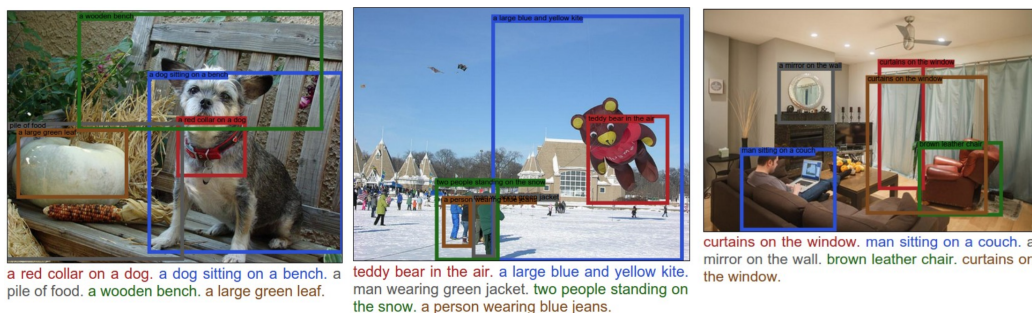 a wooden bench
a dog sitting on a bench
a red collar on a dog
pile of food
a large green leaf
a red collar on a dog. a dog sitting on a bench. a
pile of food. a wooden bench. a large green leaf.
a large blue and yellow kite
teddy bear in the air
two people standing on the snow
jacket
a person wearing blue jeans
teddy bear in the air. a large blue and yellow kite.
man wearing green jacket. two people standing on
the snow. a person wearing blue jeans.
curtains on the window
a mirror on the wall
curtains on the window
brown leather chair
man sitting on a couch
curtains on the window. man sitting on a couch. a
mirror on the wall. brown leather chair. curtains on
the window.